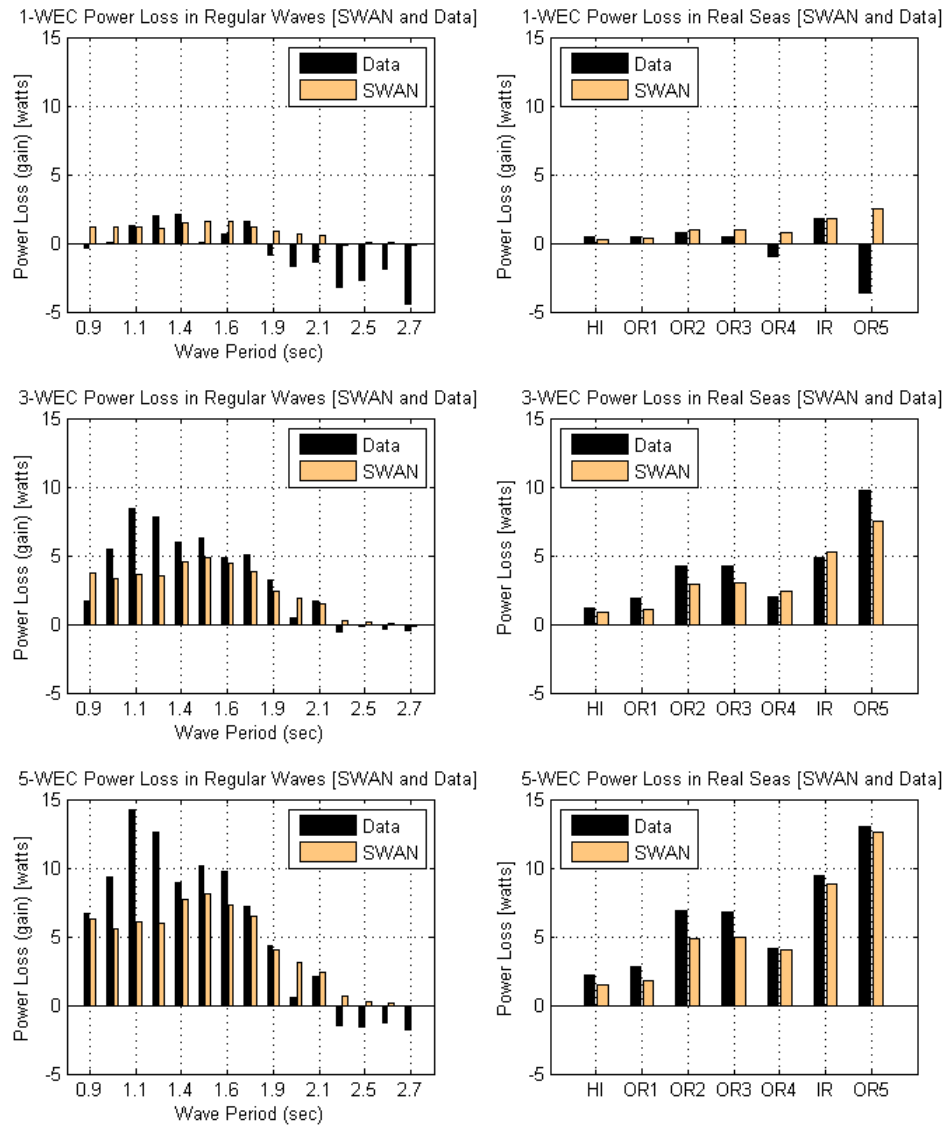 1-WEC Power Loss in Regular Waves [SWAN and Data]
15
10
5
0
-5
Power Loss (gain) [watts]
Data
SWAN
0.9 1.1 1.4 1.6 1.9 2.1 2.5 2.7
Wave Period (sec)
1-WEC Power Loss in Real Seas [SWAN and Data]
15
10
5
0
-5
Power Loss (gain) [watts]
Data
SWAN
HI OR1 OR2 OR3 OR4 IR OR5
3-WEC Power Loss in Regular Waves [SWAN and Data]
15
10
5
0
-5
Power Loss (gain) [watts]
Data
SWAN
0.9 1.1 1.4 1.6 1.9 2.1 2.5 2.7
Wave Period (sec)
3-WEC Power Loss in Real Seas [SWAN and Data]
15
10
5
0
-5
Power Loss [watts]
Data
SWAN
HI OR1 OR2 OR3 OR4 IR OR5
5-WEC Power Loss in Regular Waves [SWAN and Data]
15
10
5
0
-5
Power Loss (gain) [watts]
Data
SWAN
0.9 1.1 1.4 1.6 1.9 2.1 2.5 2.7
Wave Period (sec)
5-WEC Power Loss in Real Seas [SWAN and Data]
15
10
5
0
-5
Power Loss [watts]
Data
SWAN
HI OR1 OR2 OR3 OR4 IR OR5